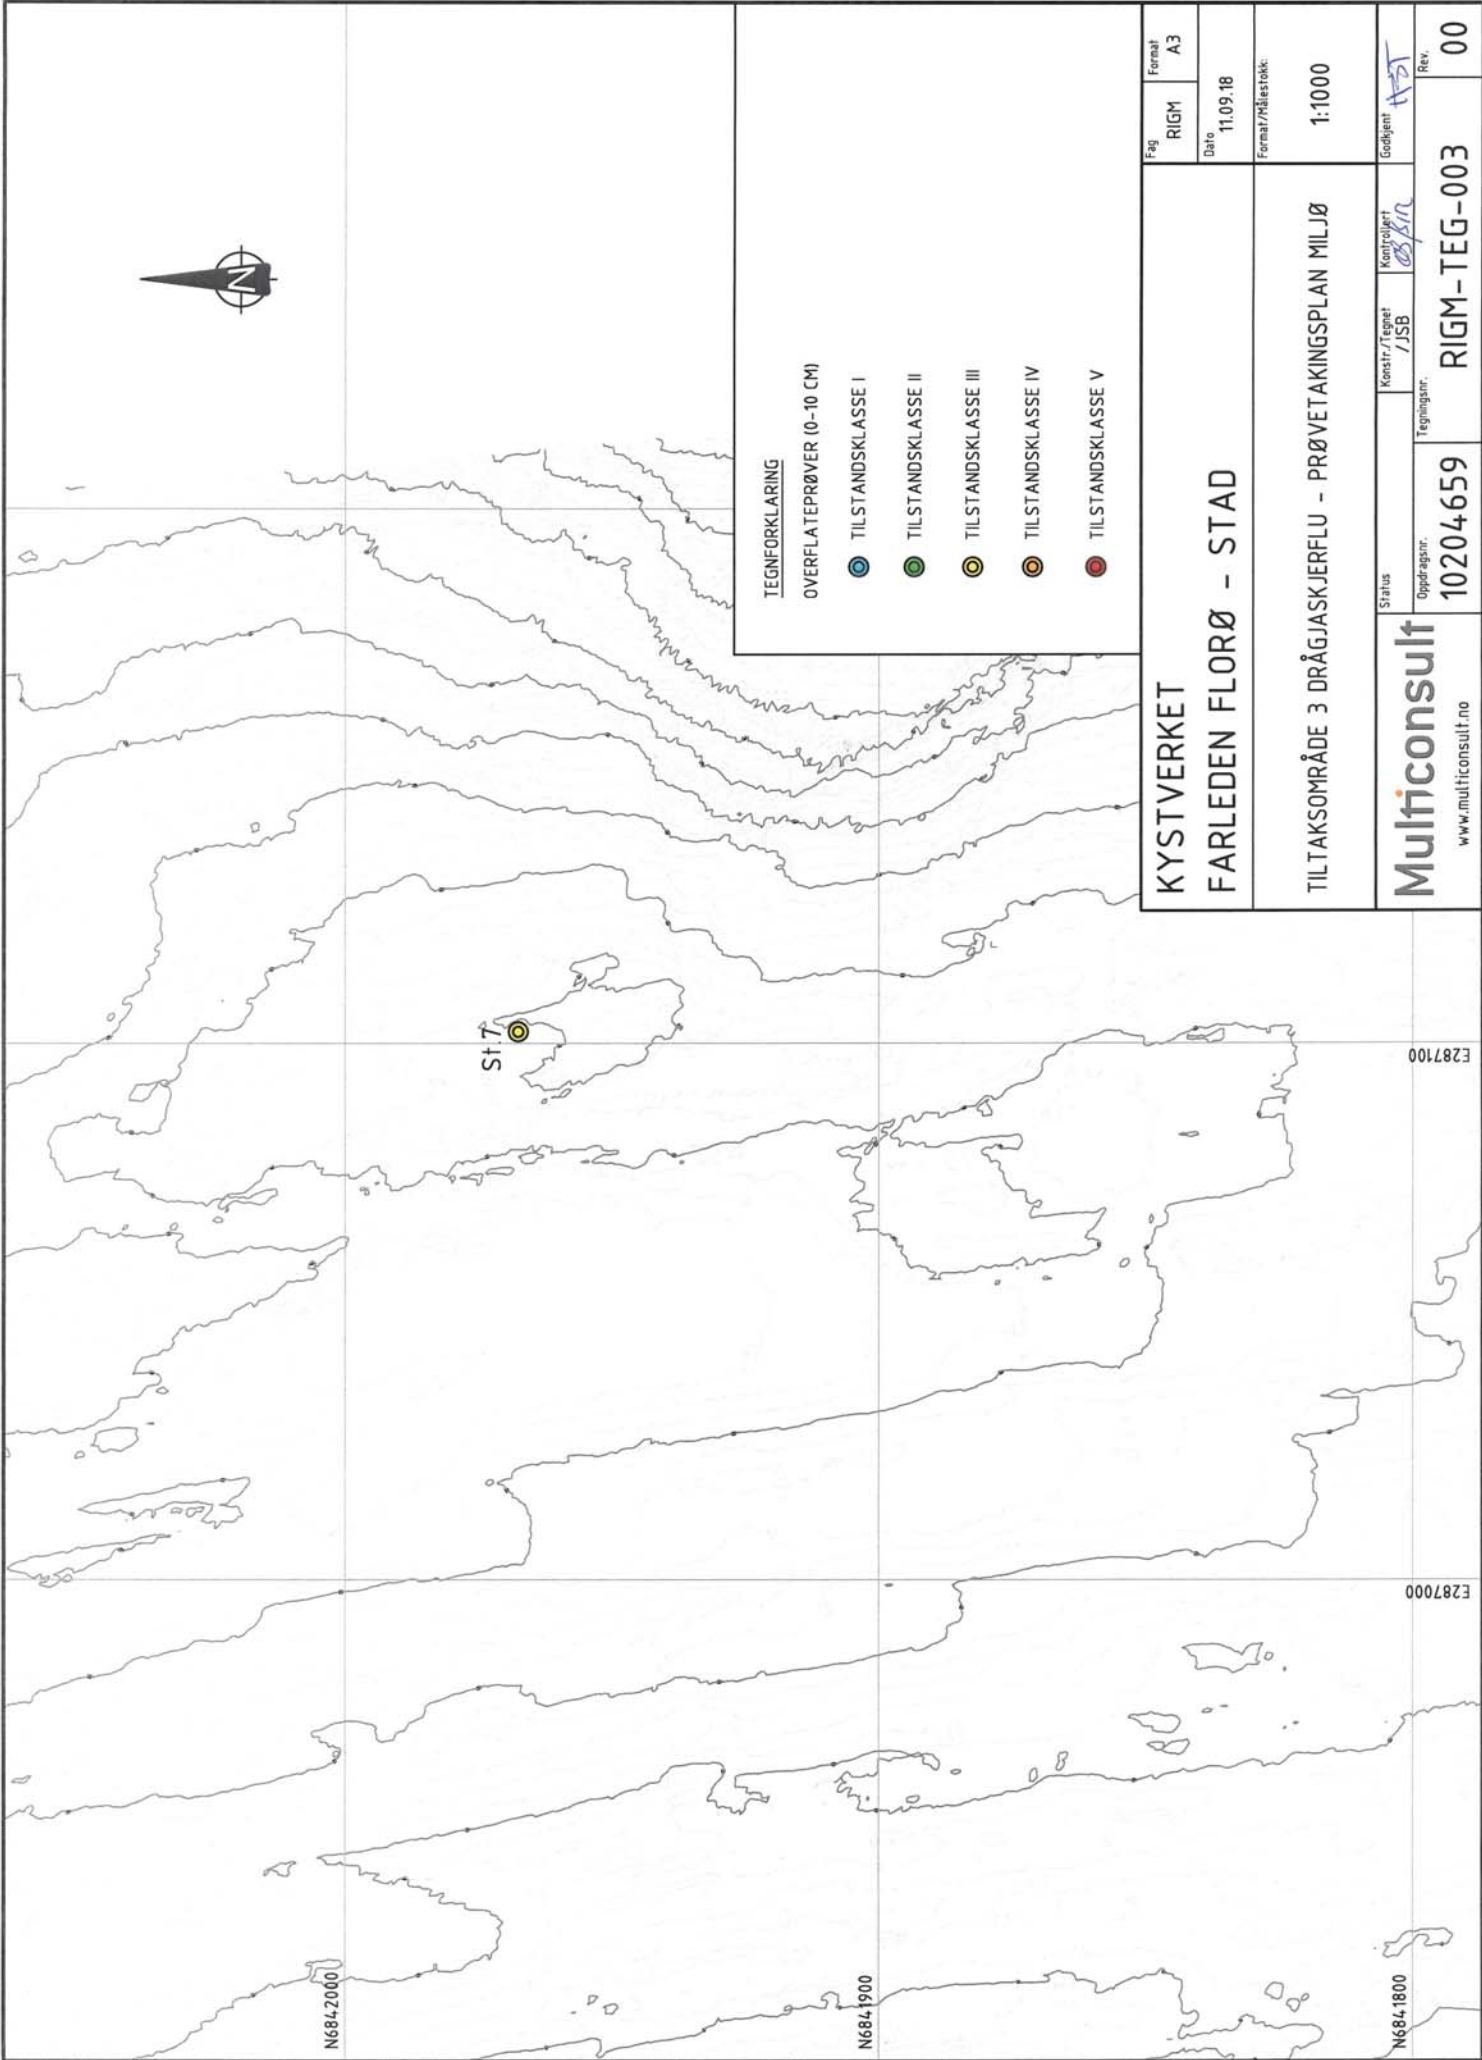 N
TEGNFORKLARING
OVERFLATEPRØVER (0-10 CM)
TILSTANDSKLASSE I
TILSTANDSKLASSE II
TILSTANDSKLASSE III
TILSTANDSKLASSE IV
TILSTANDSKLASSE V
St.7
N6842000
N6841900
N6841800
E287000
E287100
KYSTVERKET
FARLEDEN FLORØ - STAD
TILTAKSOMRÅDE 3 DRÅGJASKJERFLU - PRØVETAKINGSPLAN MILJØ
Fag
RIGM
Format
A3
Dato
11.09.18
Format/Målestokk:
1:1000
Multiconsult
www.multiconsult.no
Status
Konstr./Tegnet
/JSB
Kontrollert
Godkjent
Oppdragsnr.
10204659
Tegningsnr.
RIGM-TEG-003
Rev.
00